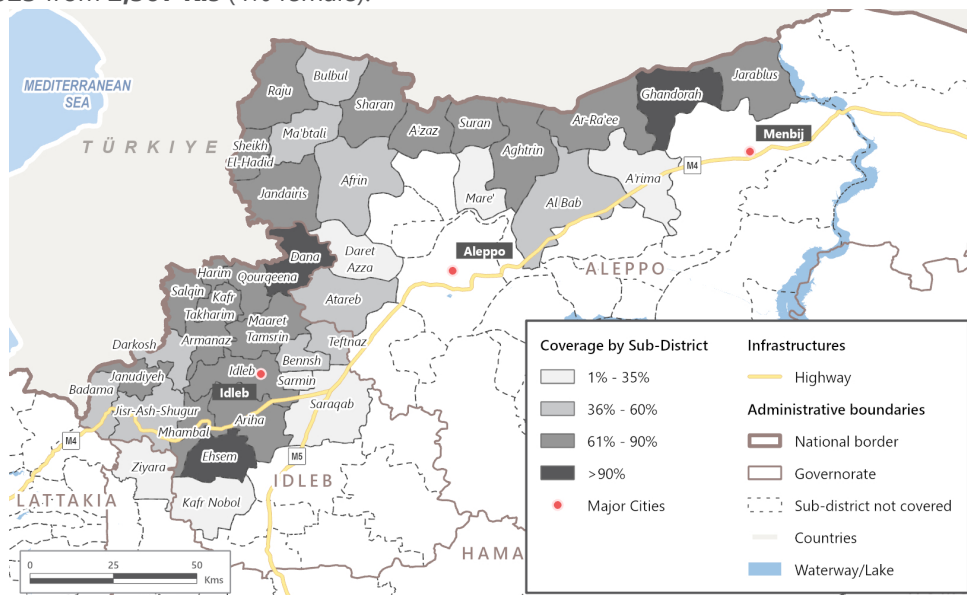 MEDITERRANEAN
SEA
TÜRKIYE
Bulbul
Raju
Sharan
Jarablus
Ghandorah
Ma'btali
A'zaz
Suran
Ar-Ra'ee
Sheikh
El-Hadid
Aghtrin
Menbij
M4
Jandairis
Afrin
Mare'
A'rima
Al Bab
Dana
Daret
Azza
Aleppo
ALEPPO
Harim
Qourqeena
Salqin
Kafr
Takharim
Atareb
Maaret
Tamsrin
Armanaz
Teftnaz
Darkosh
Bennsh
Janudiyeh
Idleb
Sarmin
Badama
Idleb
Saraqab
Jisr-Ash-Shugur
Ariha
Mhambal
M4
Ehsem
M5
Ziyara
IDLEB
Kafr Nobol
LATTAKIA
HAMA
0 25 50
Kms
Coverage by Sub-District
1% - 35%
36% - 60%
61% - 90%
>90%
Major Cities
Infrastructures
Highway
Administrative boundaries
National border
Governorate
Sub-district not covered
Countries
Waterway/Lake